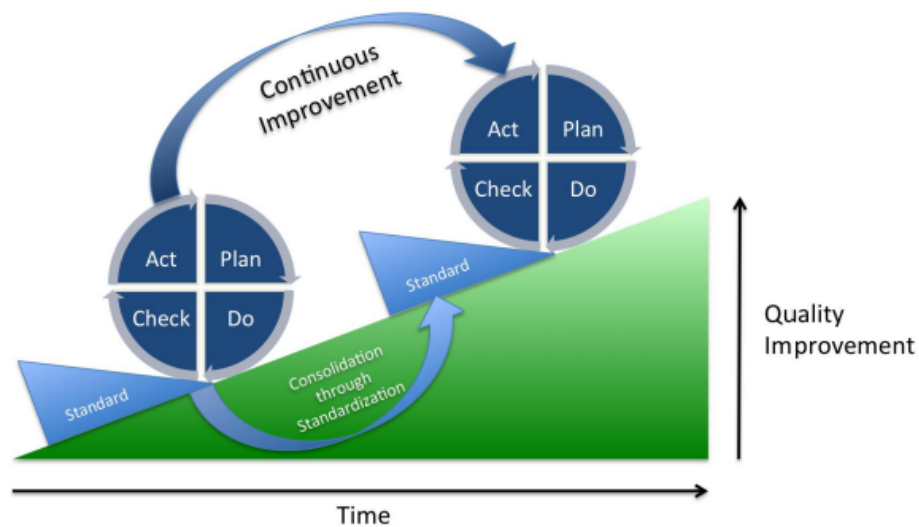 Continuous
Improvement
Act
Plan
Check
Do
Standard
Act
Plan
Check
Do
Standard
Consolidation
through
Standardization
Quality
Improvement
Time